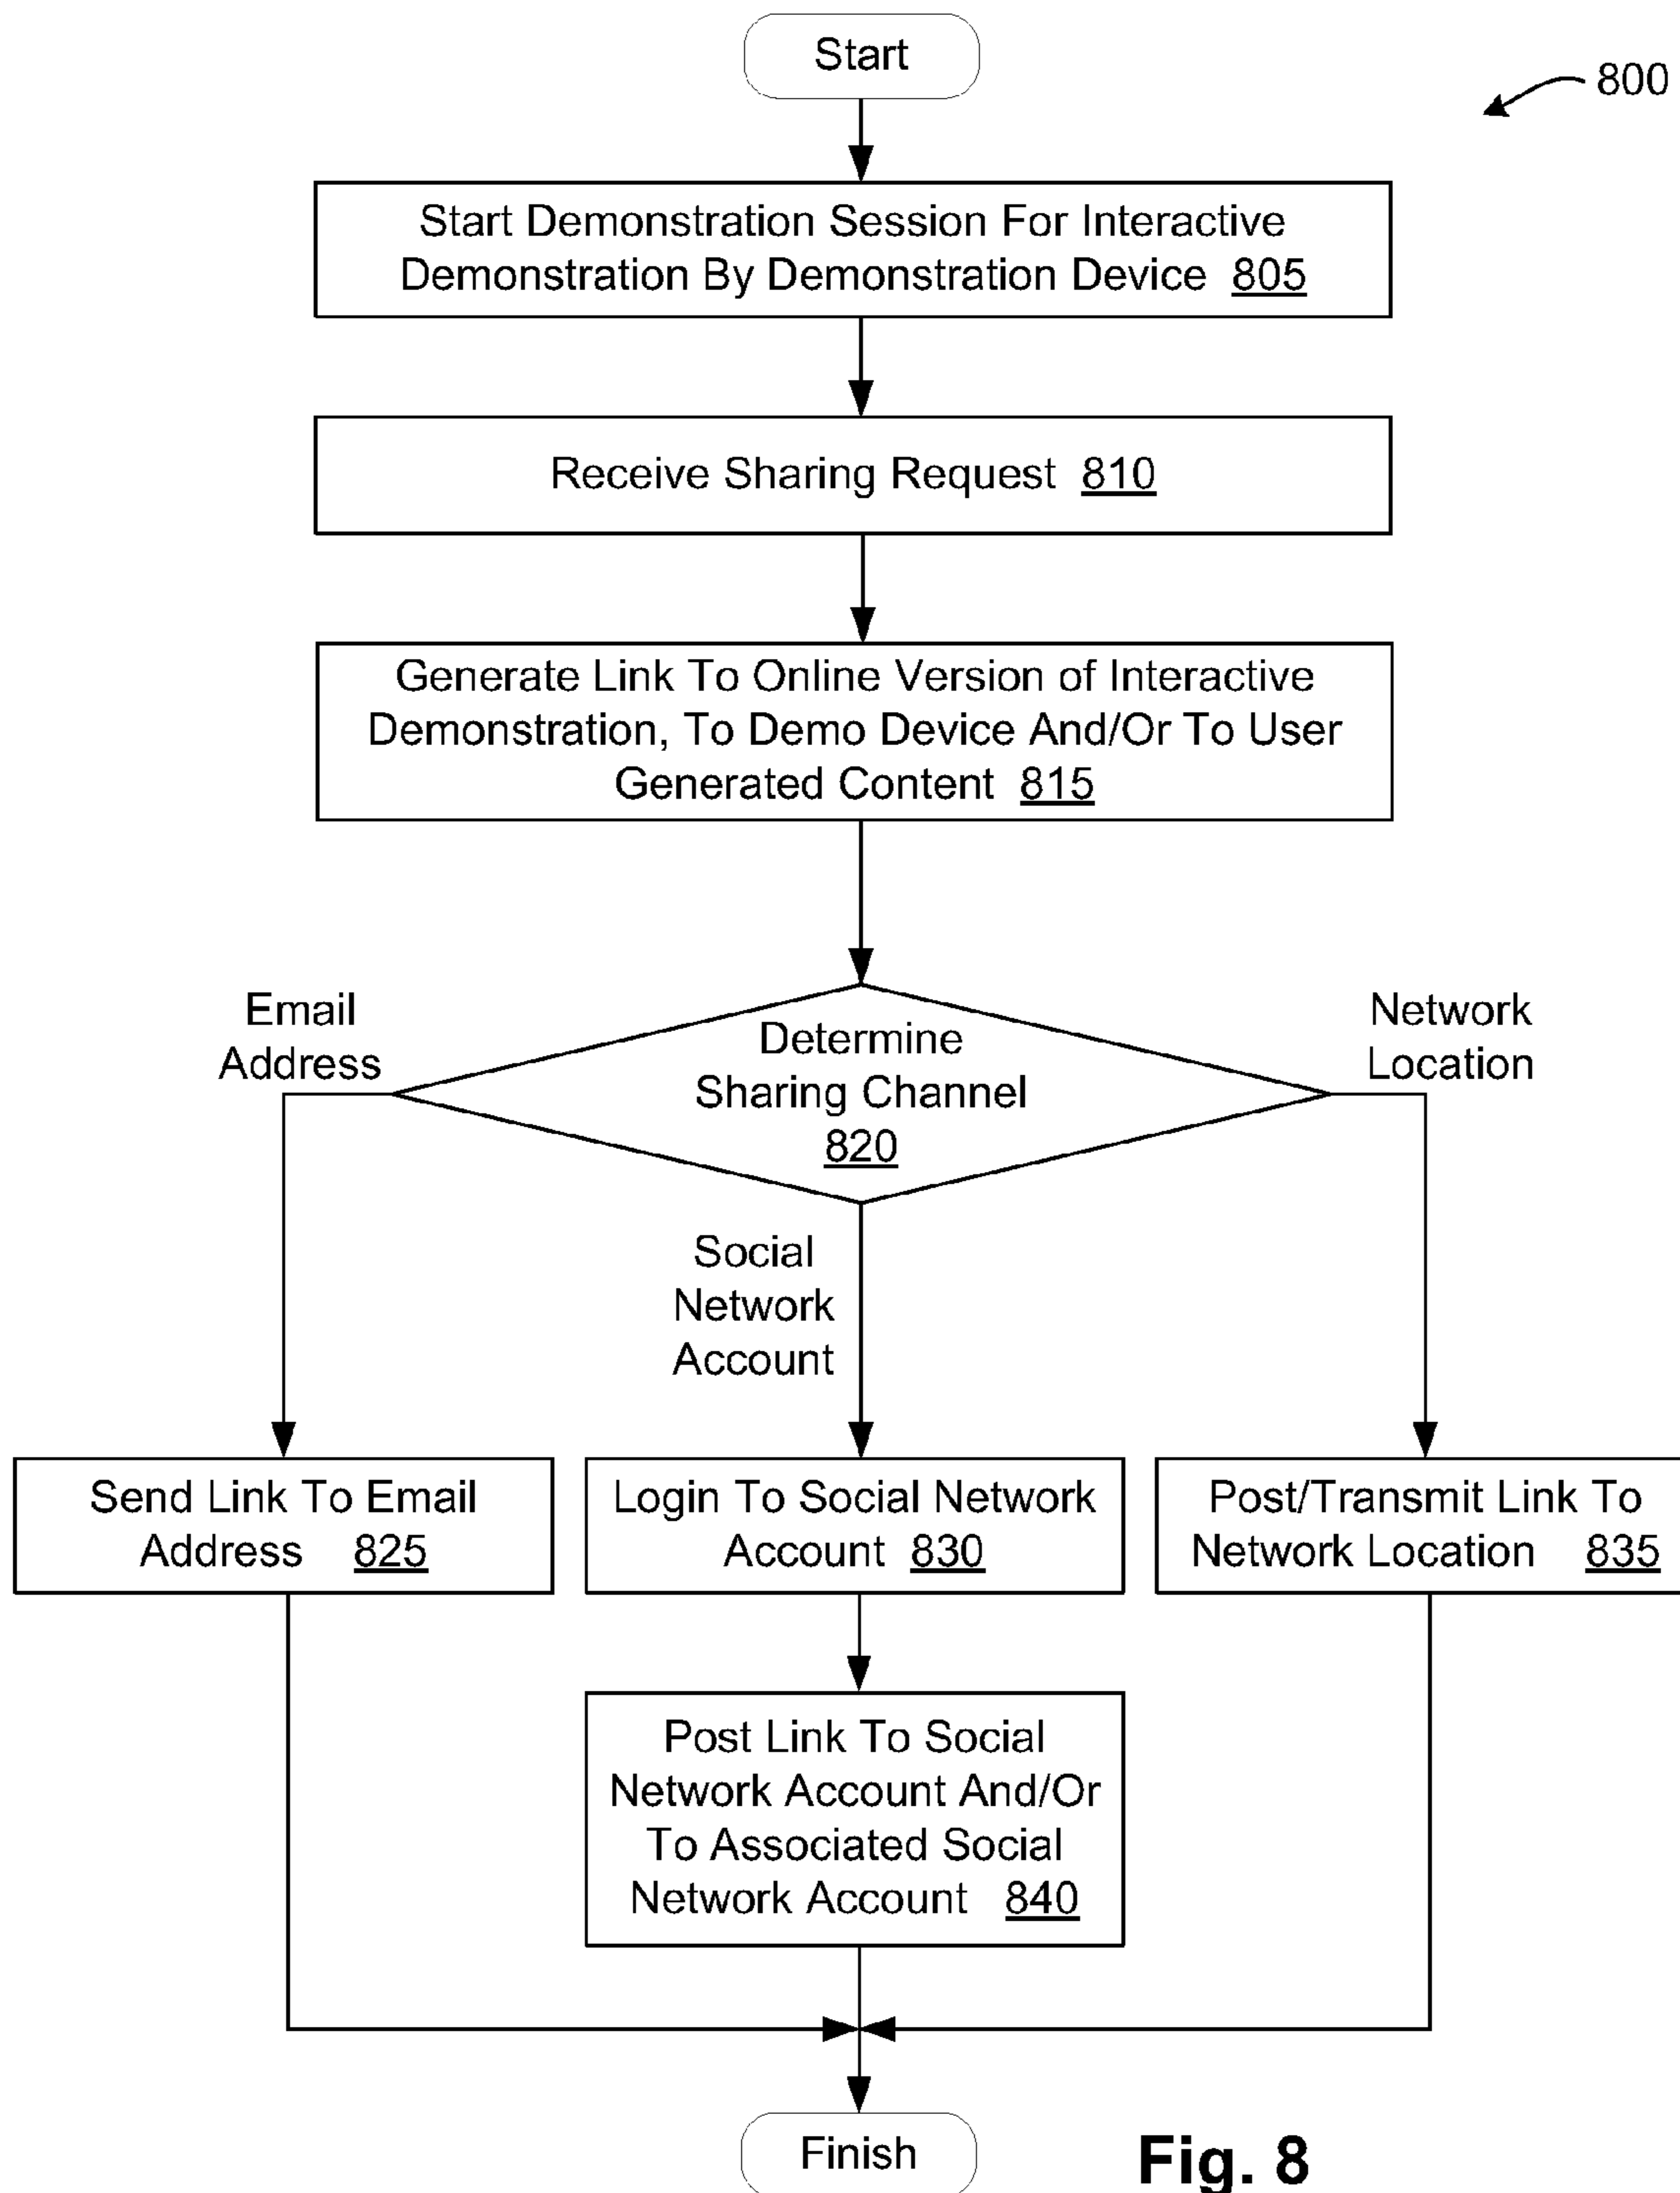 Start
800
Start Demonstration Session For Interactive
Demonstration By Demonstration Device 805
Receive Sharing Request 810
Generate Link To Online Version of Interactive
Demonstration, To Demo Device And/Or To User
Generated Content 815
Email
Address
Determine
Sharing Channel
820
Network
Location
Social
Network
Account
Send Link To Email
Address 825
Login To Social Network
Account 830
Post/Transmit Link To
Network Location 835
Post Link To Social
Network Account And/Or
To Associated Social
Network Account 840
Finish
Fig. 8